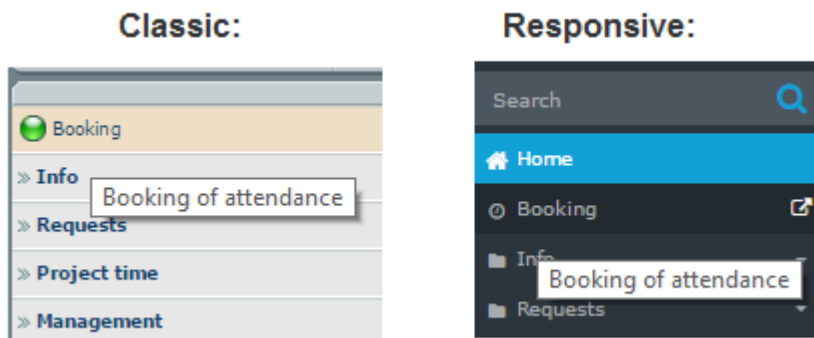 Classic:
Booking
» Info
Booking of attendance
» Requests
» Project time
» Management
Responsive:
Search
Home
Booking
Info
Booking of attendance
Requests